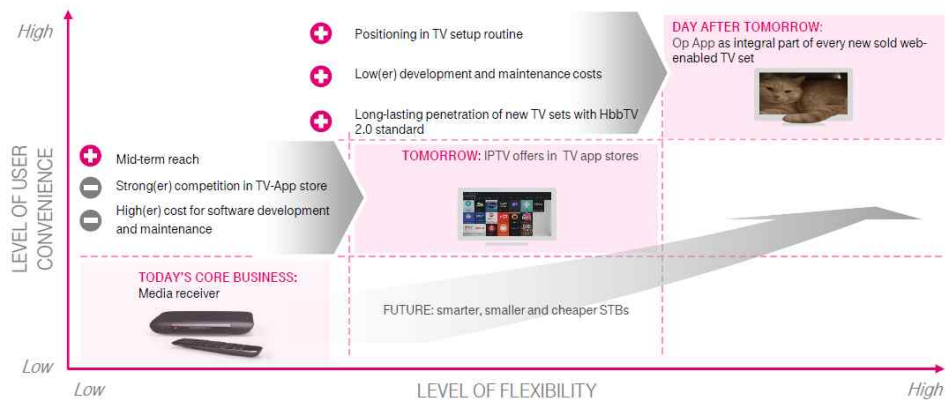 High
Positioning in TV setup routine
Low(er) development and maintenance costs
Long-lasting penetration of new TV sets with HbbTV
2.0 standard
DAY AFTER TOMORROW:
Op App as integral part of every new sold web-
enabled TV set
Mid-term reach
Strong(er) competition in TV-App store
High(er) cost for software development
and maintenance
TOMORROW: IPTV offers in TV app stores
LEVEL OF USER
CONVENIENCE
TODAY'S CORE BUSINESS:
Media receiver
FUTURE: smarter, smaller and cheaper STBs
Low
Low
LEVEL OF FLEXIBILITY
High